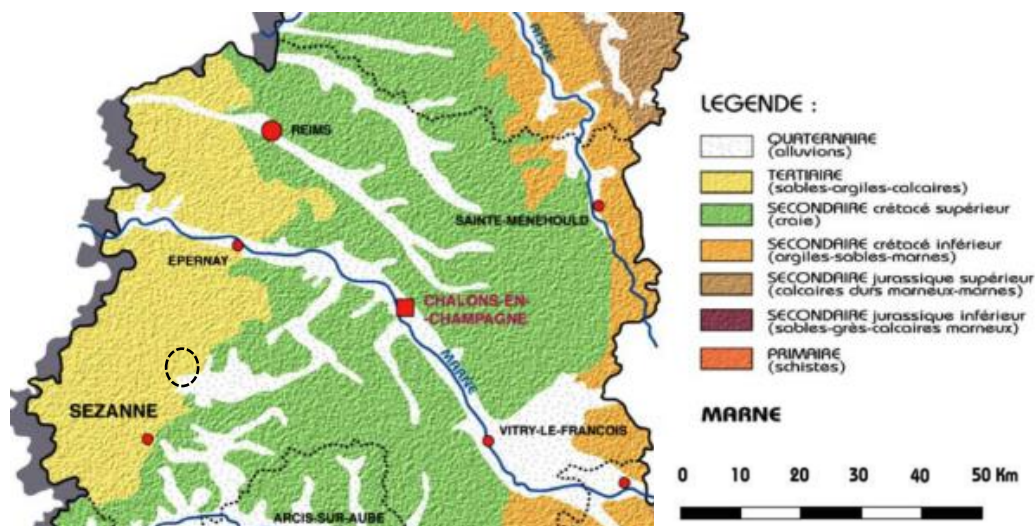 AISNE
REIMS
SAINTE-MENEHOULD
EPERNAY
CHALONS-EN-
-CHAMPAGNE
MARNE
SEZANNE
VITRY-LE-FRANCOIS
ARCIS-SUR-AUBE
LEGENDE :
QUATERNAIRE
(alluvions)
TERTIAIRE
(sables-argiles-calcaires)
SECONDAIRE crétacé supérieur
(craie)
SECONDAIRE crétacé inférieur
(argiles-sables-marnes)
SECONDAIRE jurassique supérieur
(calcaires durs marneux-marnes)
SECONDAIRE jurassique inférieur
(sables-grès-calcaires marneux)
PRIMAIRE
(schistes)
MARNE
0 10 20 30 40 50 Km